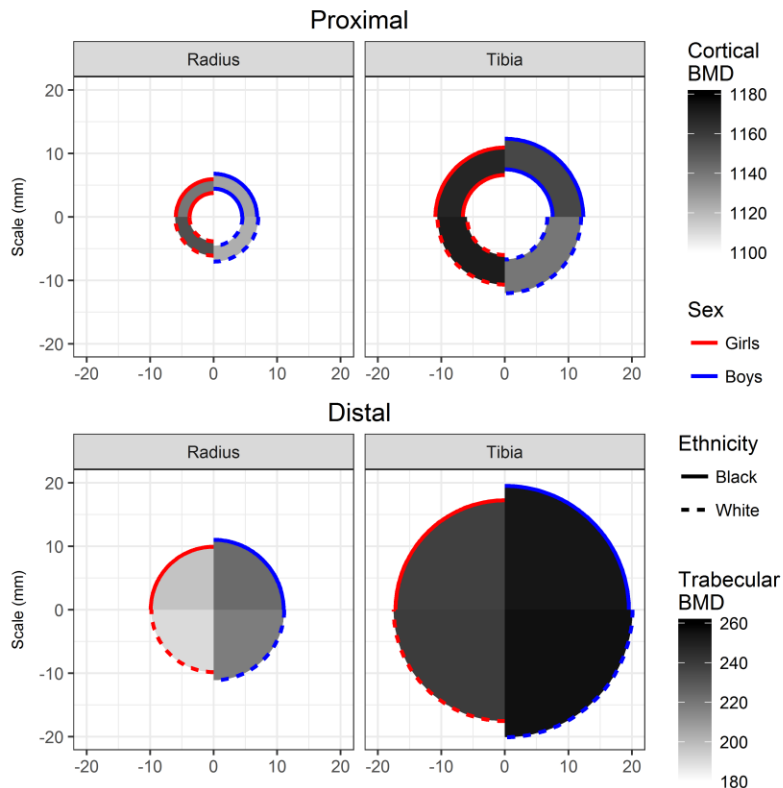 Proximal
Radius
Tibia
Scale (mm)
20
10
0
-10
-20
-20
-10
0
10
20
-20
-10
0
10
20
Cortical
BMD
1180
1160
1140
1120
1100
Sex
Girls
Boys
Distal
Radius
Tibia
Scale (mm)
20
10
0
-10
-20
-20
-10
0
10
20
-20
-10
0
10
20
Ethnicity
Black
White
Trabecular
BMD
260
240
220
200
180